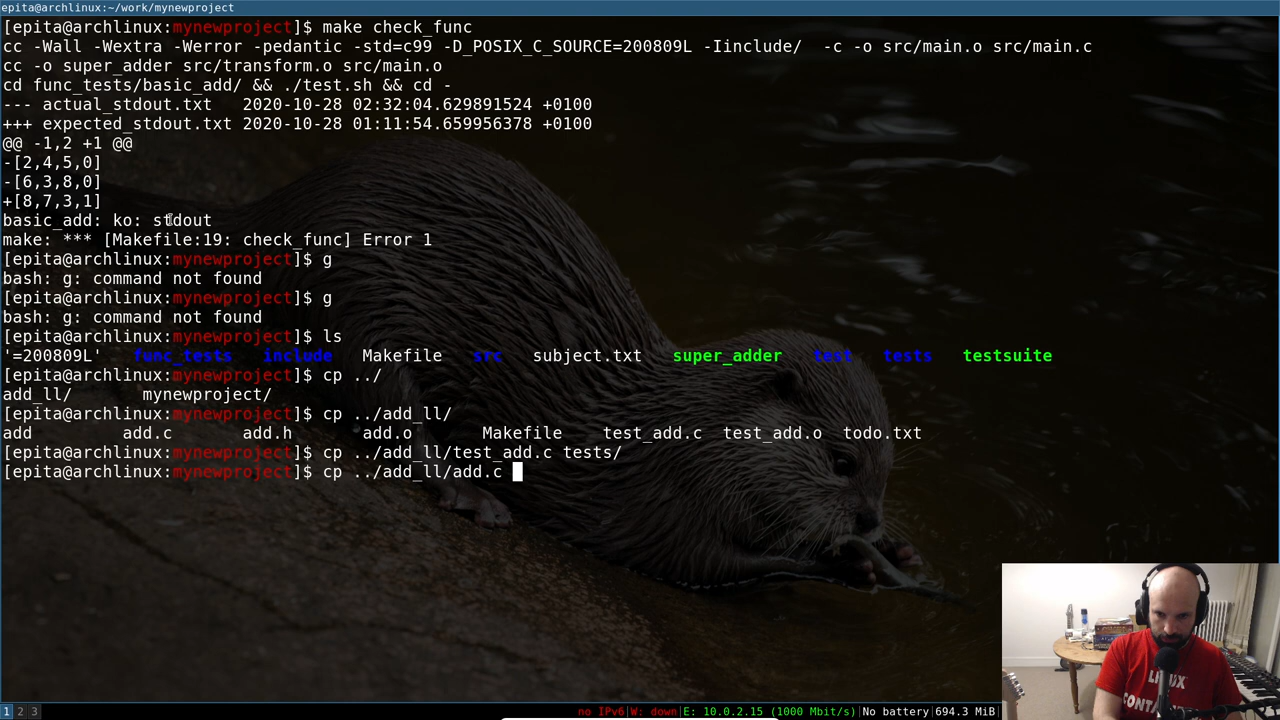 epita@archlinux:~/work/mynewproject
[epita@archlinux:mynewproject]$ make check_func
cc -Wall -Wextra -Werror -pedantic -std=c99 -D_POSIX_C_SOURCE=200809L -Iinclude/  -c -o src/main.o src/main.c
cc -o super_adder src/transform.o src/main.o
cd func_tests/basic_add/ && ./test.sh && cd -
--- actual_stdout.txt   2020-10-28 02:32:04.629891524 +0100
+++ expected_stdout.txt 2020-10-28 01:11:54.659956378 +0100
@@ -1,2 +1 @@
-[2,4,5,0]
-[6,3,8,0]
+[8,7,3,1]
basic_add: ko: stdout
make: *** [Makefile:19: check_func] Error 1
[epita@archlinux:mynewproject]$ g
bash: g: command not found
[epita@archlinux:mynewproject]$ g
bash: g: command not found
[epita@archlinux:mynewproject]$ ls
'=200809L'   func_tests   include   Makefile   src   subject.txt   super_adder   test   tests   testsuite
[epita@archlinux:mynewproject]$ cp ../
add_ll/       mynewproject/
[epita@archlinux:mynewproject]$ cp ../add_ll/
add         add.c       add.h       add.o       Makefile    test_add.c  test_add.o  todo.txt
[epita@archlinux:mynewproject]$ cp ../add_ll/test_add.c tests/
[epita@archlinux:mynewproject]$ cp ../add_ll/add.c
LINUX
1 2 3 no IPv6|W: down|E: 10.0.2.15 (1000 Mbit/s)|No battery|694.3 MiB